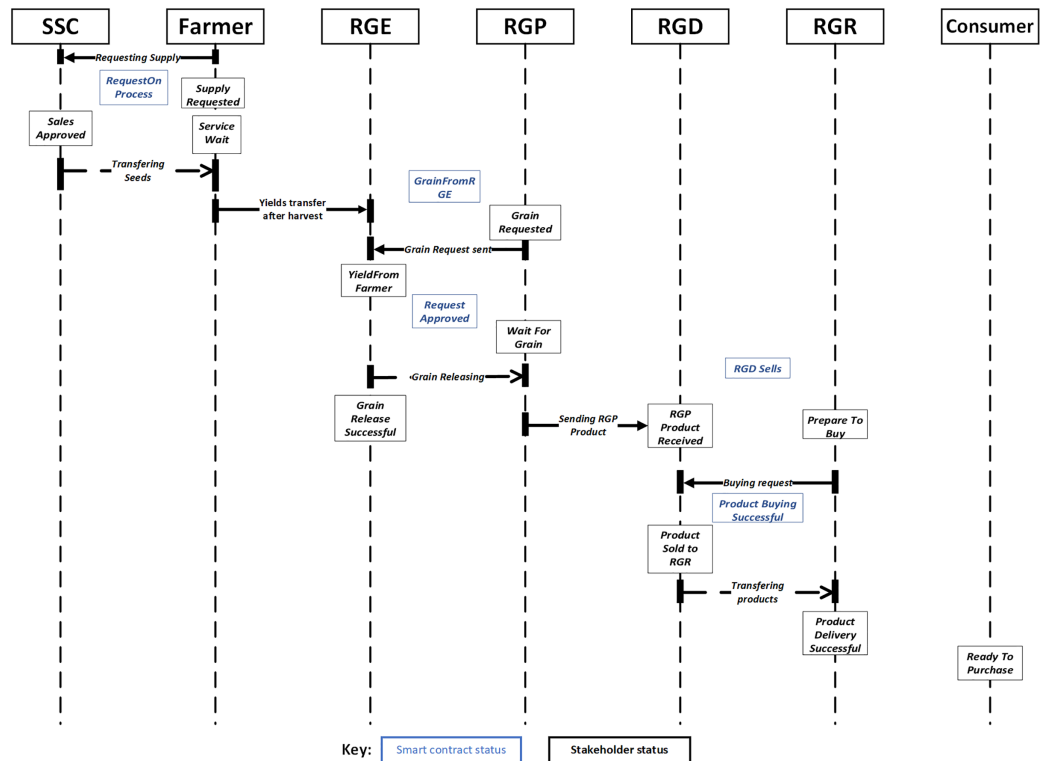 SSC
Farmer
RGE
RGP
RGD
RGR
Consumer
Requesting Supply
RequestOn
Process
Supply
Requested
Sales
Approved
Service
Wait
Transfering
Seeds
GrainFromR
GE
Yields transfer
after harvest
Grain
Requested
Grain Request sent
YieldFrom
Farmer
Request
Approved
Wait For
Grain
RGD Sells
Grain Releasing
Grain
Release
Successful
Sending RGP
Product
RGP
Product
Received
Prepare To
Buy
Buying request
Product Buying
Successful
Product
Sold to
RGR
Transfering
products
Product
Delivery
Successful
Ready To
Purchase
Key:
Smart contract status
Stakeholder status